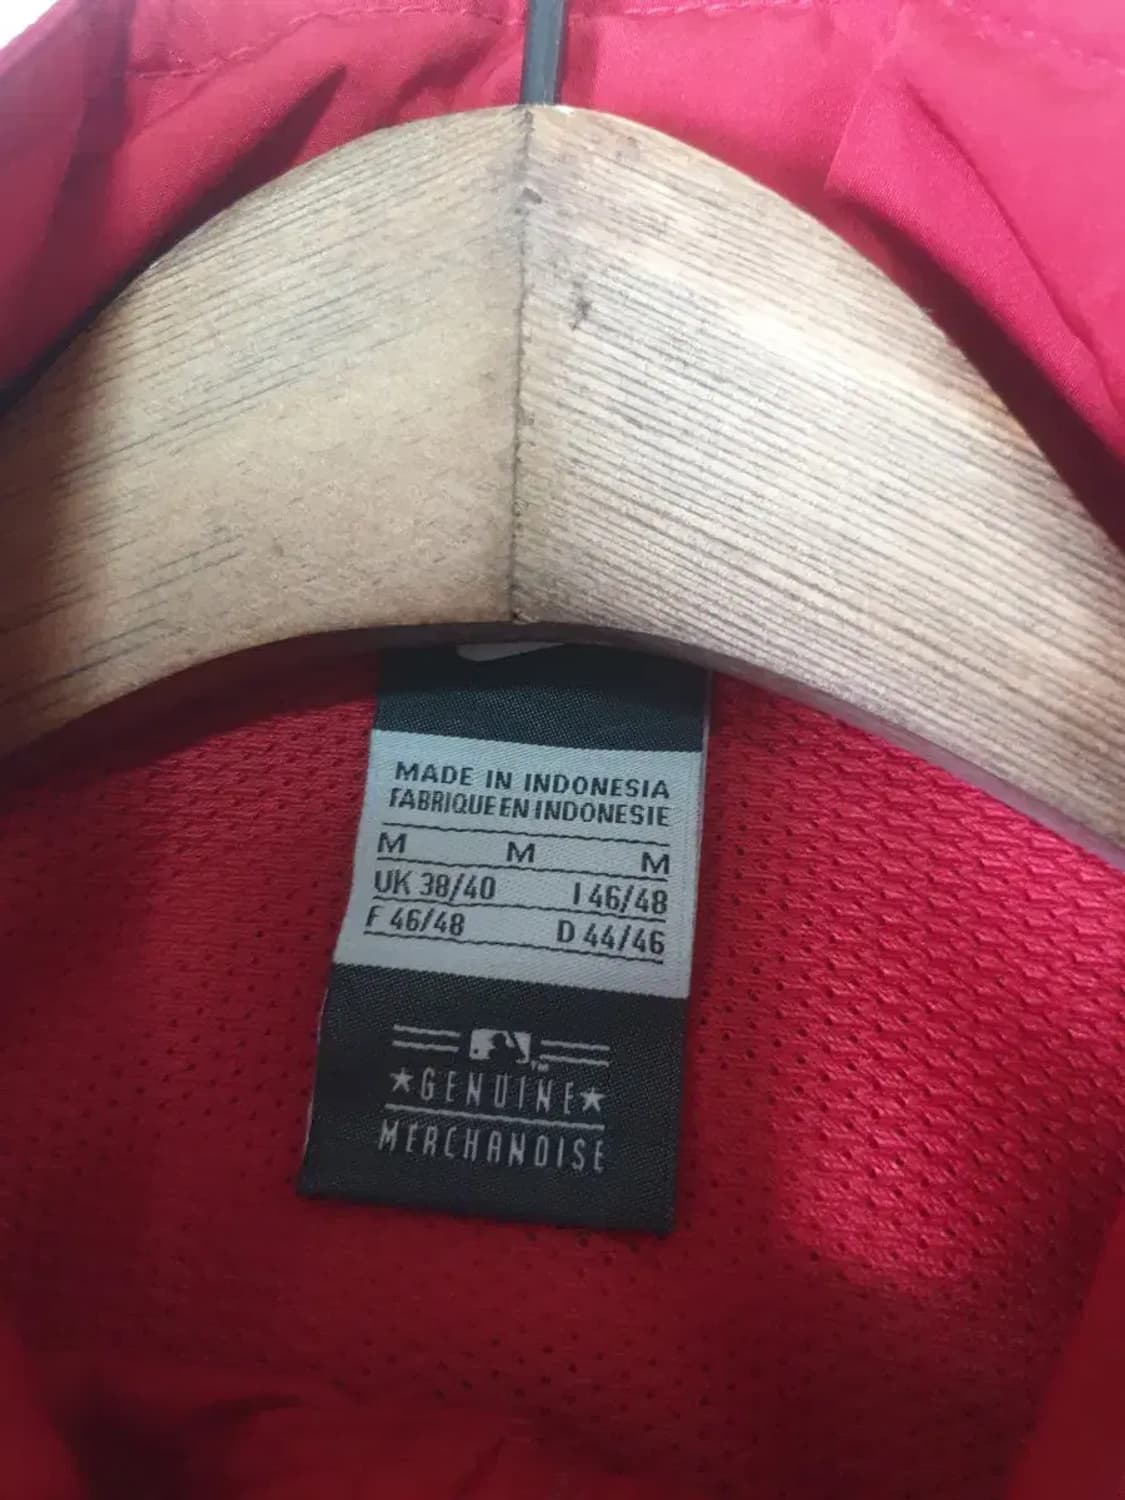 MADE IN INDONESIA
FABRIQUE EN INDONESIE
M M M
UK 38/40 I 46/48
F 46/48 D 44/46
★GENUINE★
MERCHANDISE